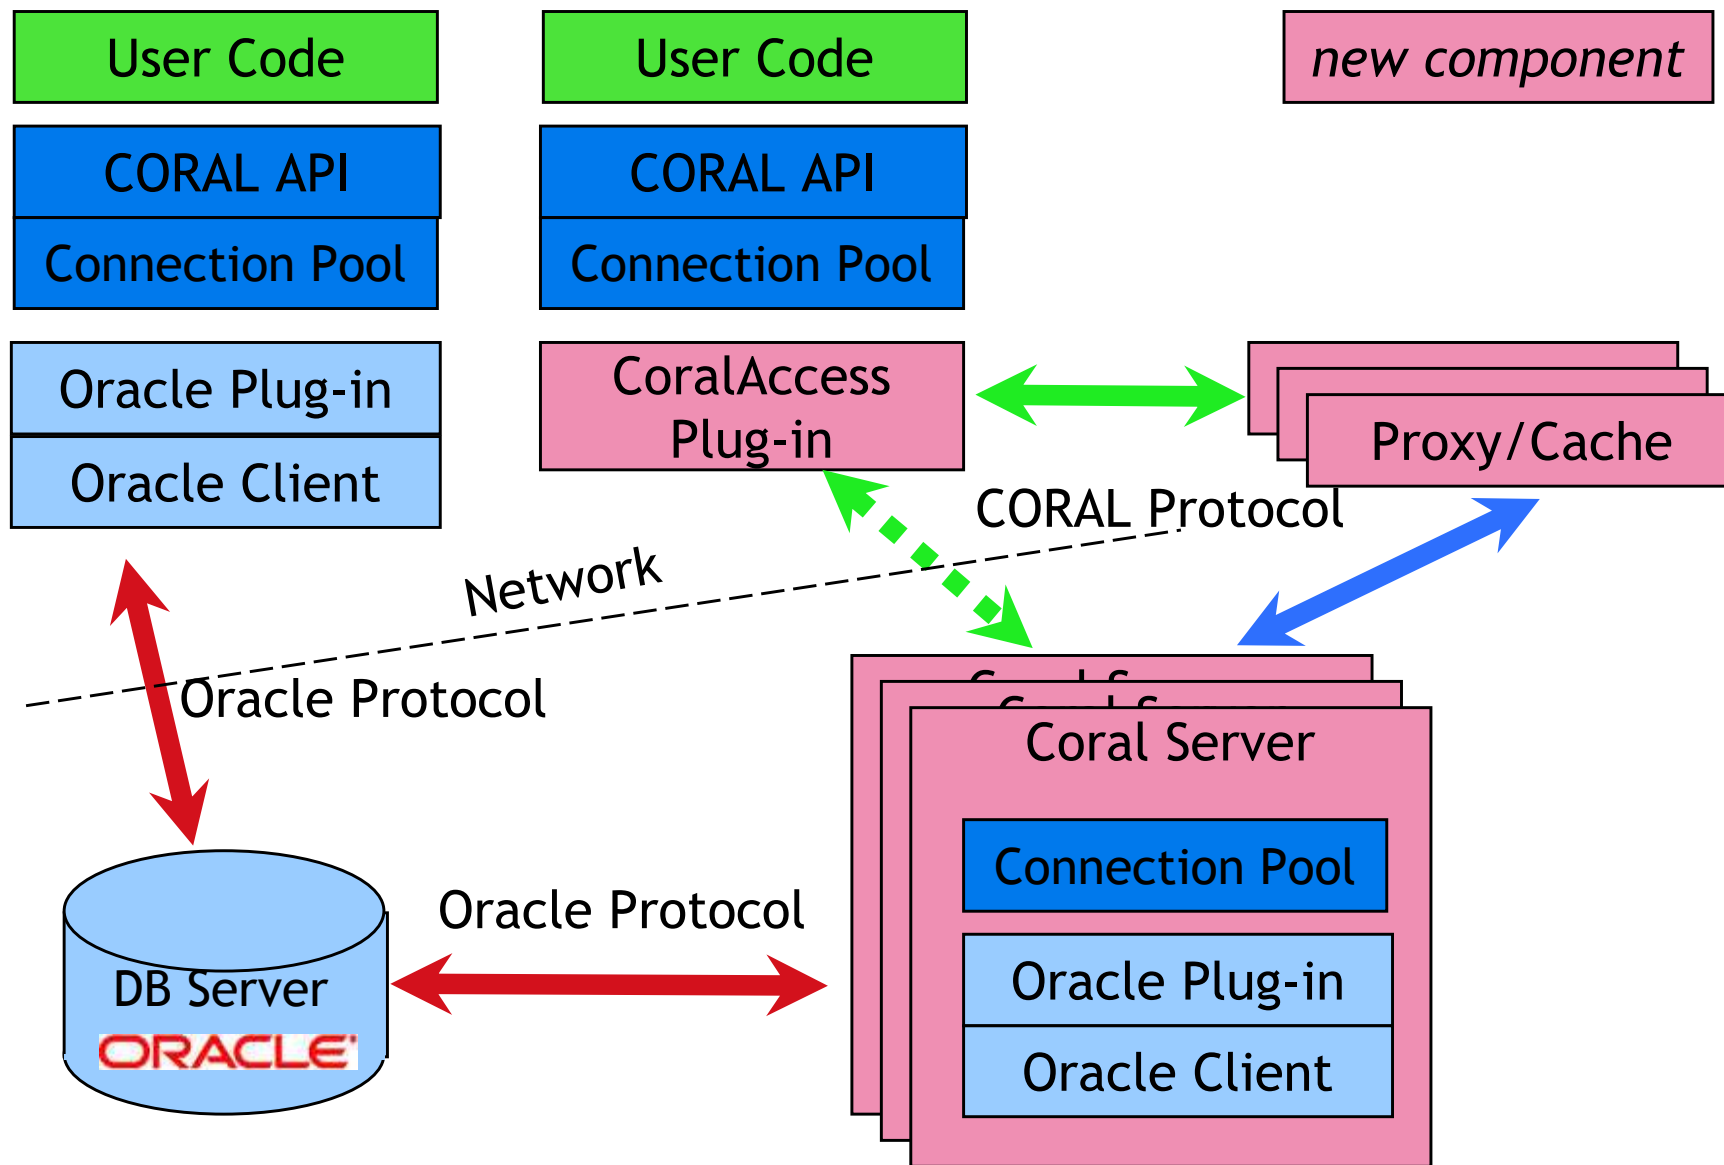 User Code
User Code
new component
CORAL API
CORAL API
Connection Pool
Connection Pool
Oracle Plug-in
Oracle Client
CoralAccess
Plug-in
Proxy/Cache
CORAL Protocol
Network
Oracle Protocol
Coral Server
Connection Pool
Oracle Protocol
Oracle Plug-in
DB Server
ORACLE
Oracle Client